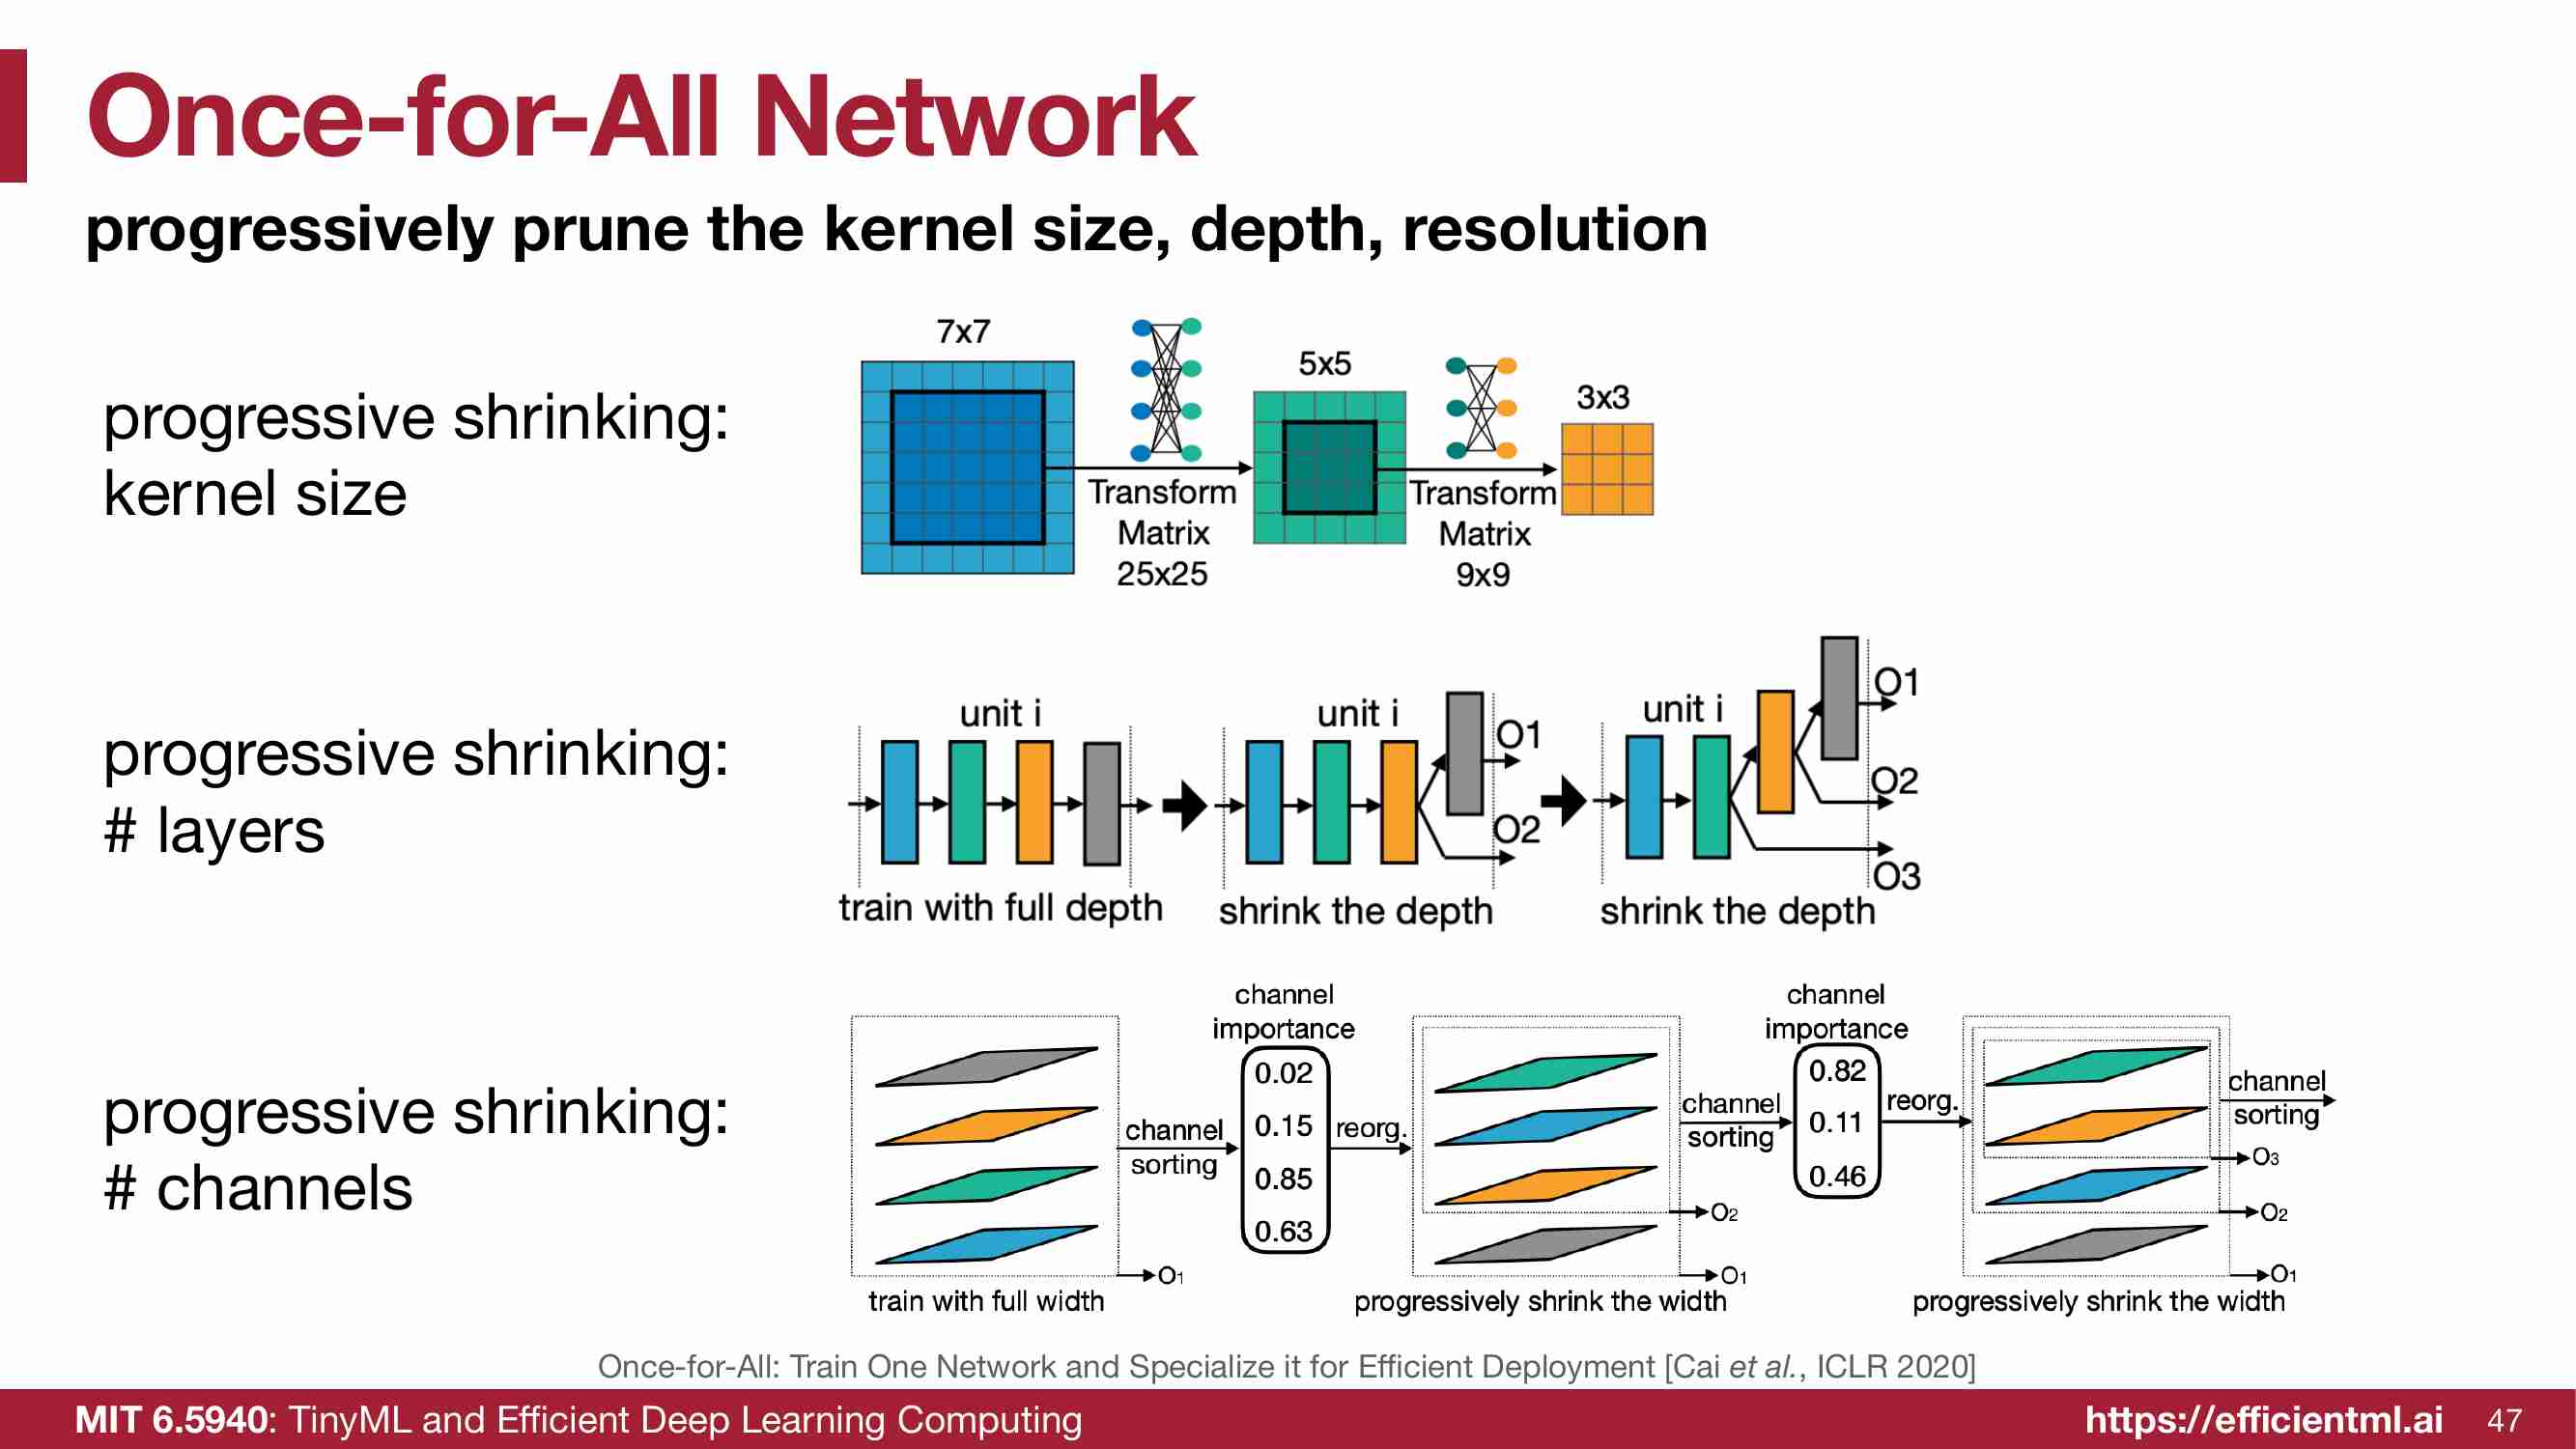 Once-for-All Network
progressively prune the kernel size, depth, resolution
progressive shrinking:
kernel size
7x7
Transform
Matrix
25x25
5x5
Transform
Matrix
9x9
3x3
progressive shrinking:
# layers
unit i
train with full depth
unit i
O1
O2
shrink the depth
unit i
O1
O2
O3
shrink the depth
progressive shrinking:
# channels
O1
train with full width
channel
sorting
channel
importance
0.02
0.15
0.85
0.63
reorg.
O2
O1
progressively shrink the width
channel
sorting
channel
importance
0.82
0.11
0.46
reorg.
channel
sorting
O3
O2
O1
progressively shrink the width
Once-for-All: Train One Network and Specialize it for Efficient Deployment [Cai et al., ICLR 2020]
MIT 6.5940: TinyML and Efficient Deep Learning Computing
https://efficientml.ai
47